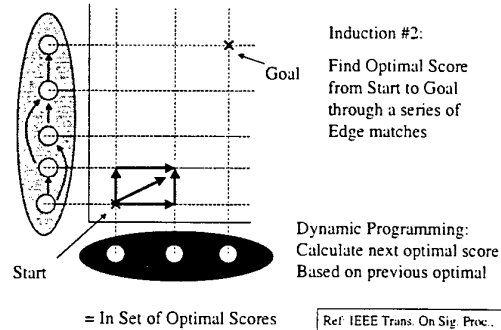 Induction #2:
Goal
Find Optimal Score
from Start to Goal
through a series of
Edge matches
Dynamic Programming:
Calculate next optimal score
Based on previous optimal
Start
= In Set of Optimal Scores
Ref: IEEE Trans. On Sig. Proc..